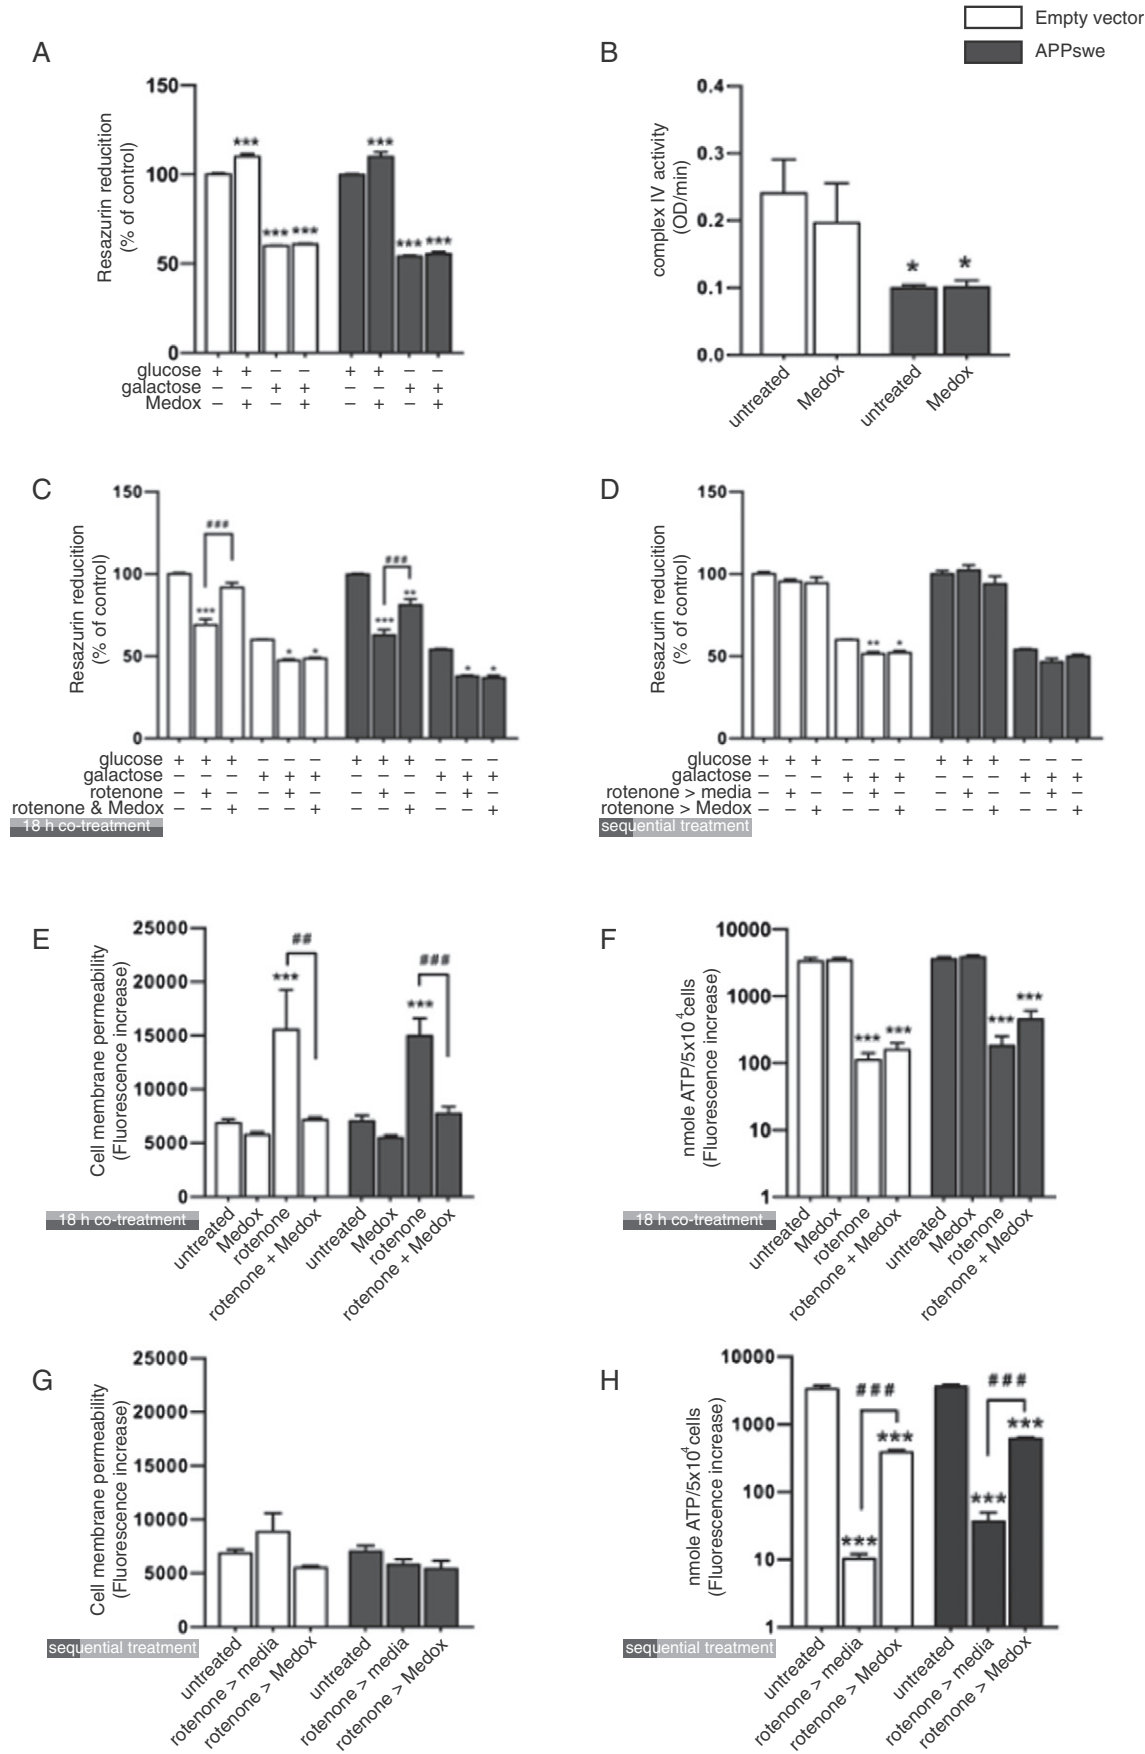 Empty vector
APPswe
A
150
100
50
0
Resazurin reducition
(% of control)
*** *** *** *** *** ***
glucose + + – – + + – –
galactose – – + + – – + +
Medox – + – + – + – +
B
0.4
0.3
0.2
0.1
0.0
complex IV activity
(OD/min)
* *
untreated
Medox
untreated
Medox
C
150
100
50
0
Resazurin reducition
(% of control)
###
###
*** * * *** ** * *
glucose + + + – – – + + + – – –
galactose – – – + + + – – – + + +
rotenone – + – – + – – + – – + –
rotenone & Medox – – + – – + – – + – – +
18 h co-treatment
D
150
100
50
0
Resazurin reducition
(% of control)
** *
glucose + + + – – – + + + – – –
galactose – – – + + + – – – + + +
rotenone > media – + – – + – – + – – + –
rotenone > Medox – – + – – + – – + – – +
sequential treatment
E
25000
20000
15000
10000
5000
0
Cell membrane permeability
(Fluorescence increase)
##
***
###
***
18 h co-treatment
untreated
Medox
rotenone
rotenone + Medox
untreated
Medox
rotenone
rotenone + Medox
F
10000
1000
100
10
1
nmole ATP/5x10⁴cells
(Fluorescence increase)
*** *** *** ***
18 h co-treatment
untreated
Medox
rotenone
rotenone + Medox
untreated
Medox
rotenone
rotenone + Medox
G
25000
20000
15000
10000
5000
0
Cell membrane permeability
(Fluorescence increase)
sequential treatment
untreated
rotenone > media
rotenone > Medox
untreated
rotenone > media
rotenone > Medox
H
10000
1000
100
10
1
nmole ATP/5x10⁴cells
(Fluorescence increase)
###
###
*** *** *** ***
sequential treatment
untreated
rotenone > media
rotenone > Medox
untreated
rotenone > media
rotenone > Medox